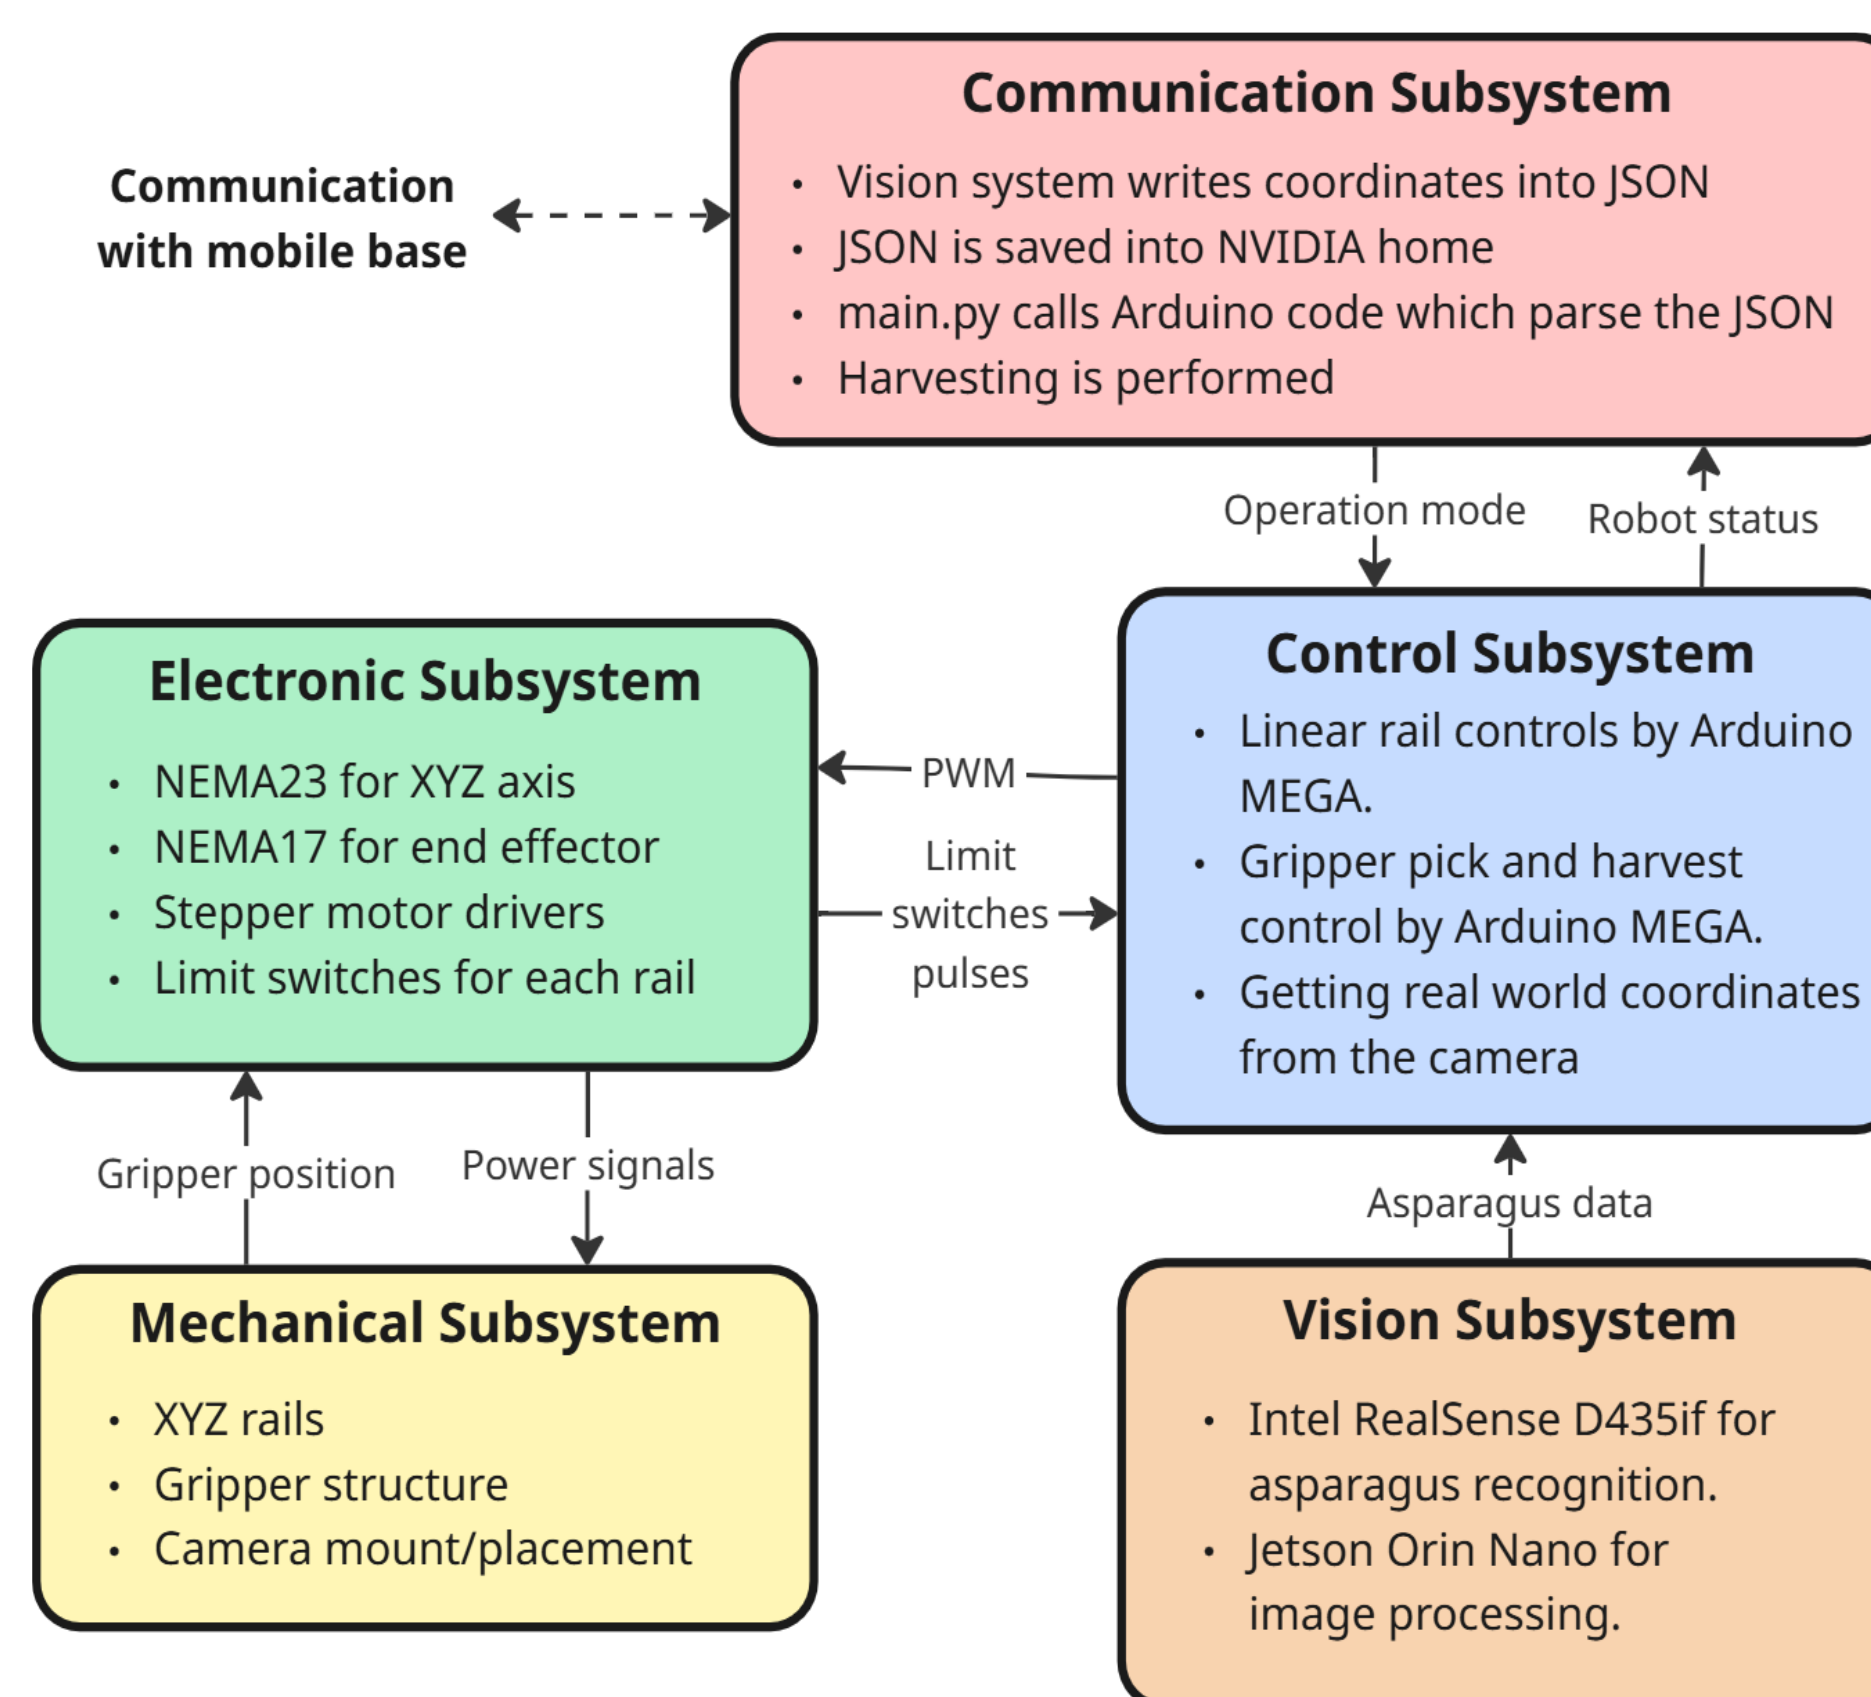 Communication Subsystem
• Vision system writes coordinates into JSON
• JSON is saved into NVIDIA home
• main.py calls Arduino code which parse the JSON
• Harvesting is performed
Communication
with mobile base
Operation mode
Robot status
Electronic Subsystem
• NEMA23 for XYZ axis
• NEMA17 for end effector
• Stepper motor drivers
• Limit switches for each rail
PWM
Limit
switches
pulses
Control Subsystem
• Linear rail controls by Arduino
MEGA.
• Gripper pick and harvest
control by Arduino MEGA.
• Getting real world coordinates
from the camera
Gripper position
Power signals
Asparagus data
Mechanical Subsystem
• XYZ rails
• Gripper structure
• Camera mount/placement
Vision Subsystem
• Intel RealSense D435if for
asparagus recognition.
• Jetson Orin Nano for
image processing.